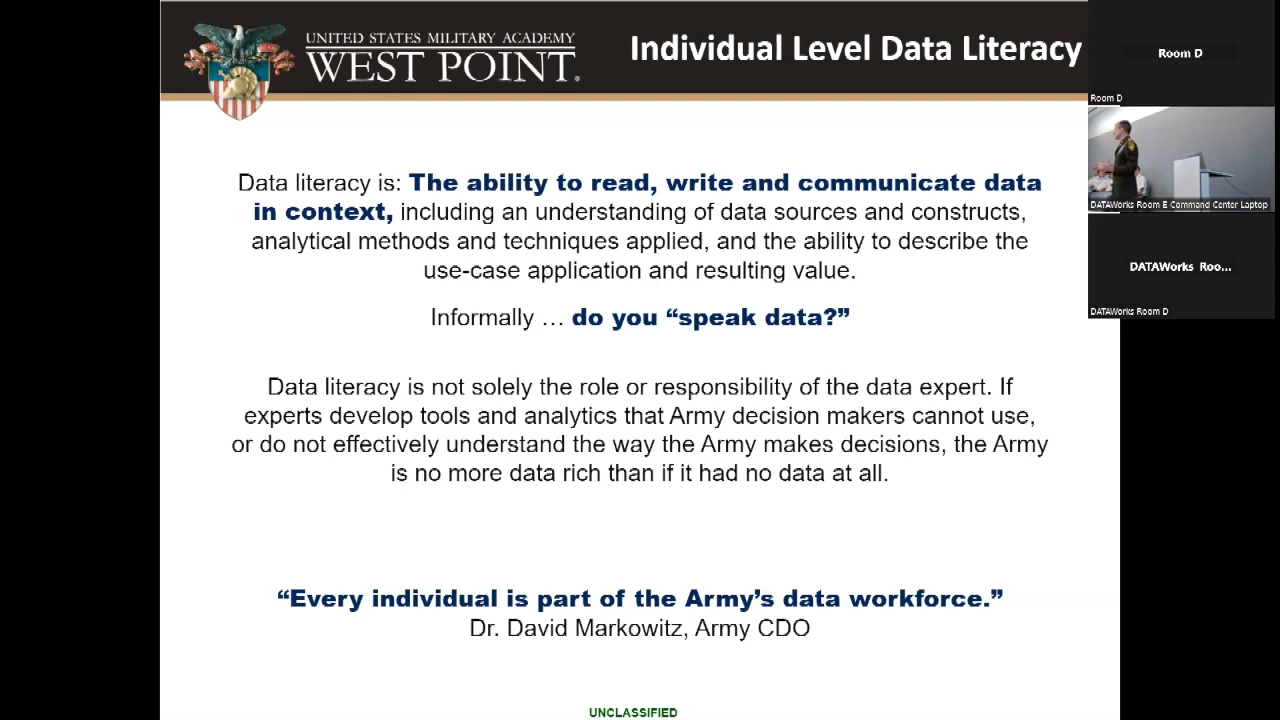 UNITED STATES MILITARY ACADEMY
WEST POINT®
Individual Level Data Literacy
Room D
Room D
DATAWorks Room E Command Center Laptop
DATAWorks Roo...
DATAWorks Room D
Data literacy is: The ability to read, write and communicate data
in context, including an understanding of data sources and constructs,
analytical methods and techniques applied, and the ability to describe the
use-case application and resulting value.
Informally … do you “speak data?”
Data literacy is not solely the role or responsibility of the data expert. If
experts develop tools and analytics that Army decision makers cannot use,
or do not effectively understand the way the Army makes decisions, the Army
is no more data rich than if it had no data at all.
“Every individual is part of the Army’s data workforce.”
Dr. David Markowitz, Army CDO
UNCLASSIFIED